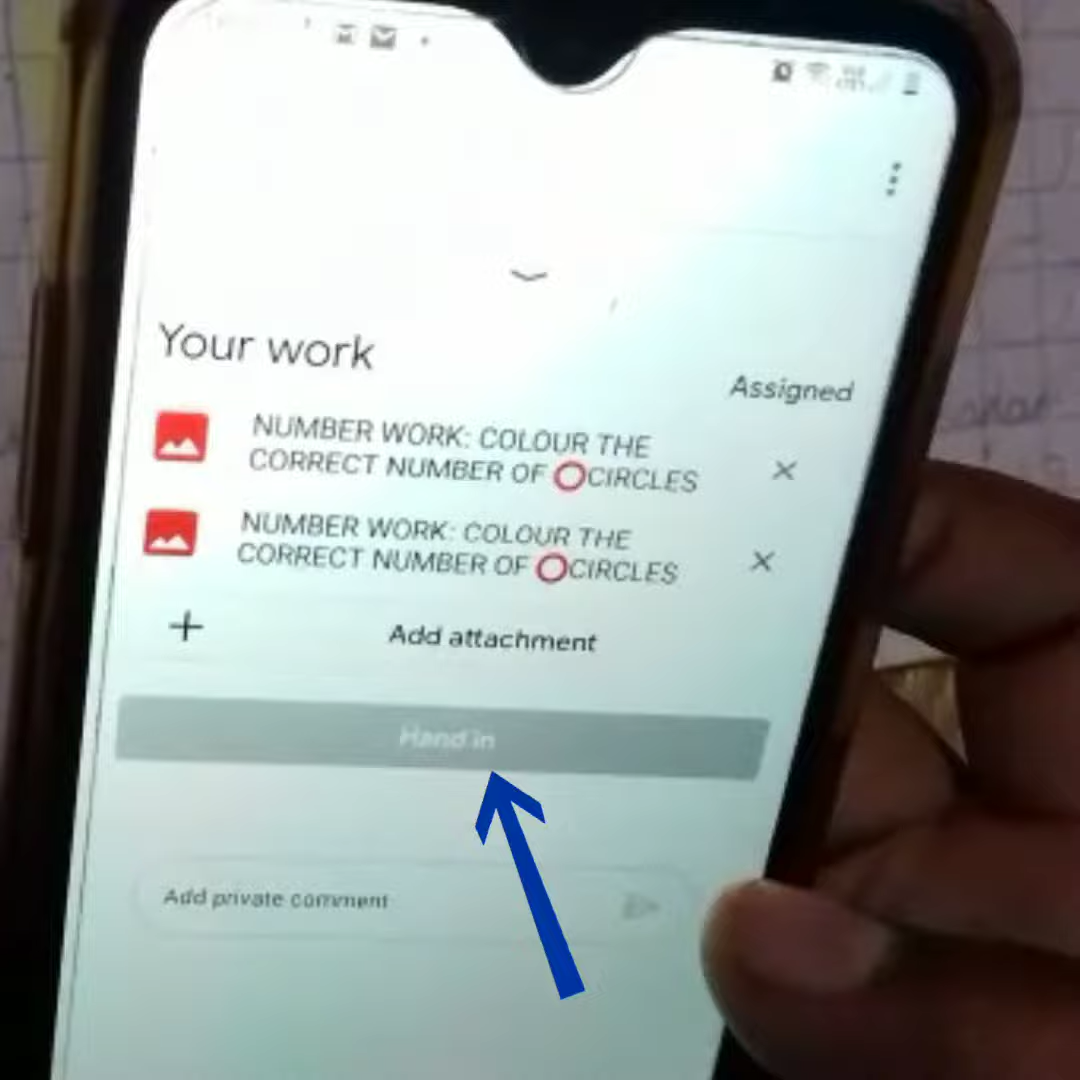 Your work
Assigned
NUMBER WORK: COLOUR THE
CORRECT NUMBER OF ⭕CIRCLES
NUMBER WORK: COLOUR THE
CORRECT NUMBER OF ⭕CIRCLES
Add attachment
Hand in
Add private comment